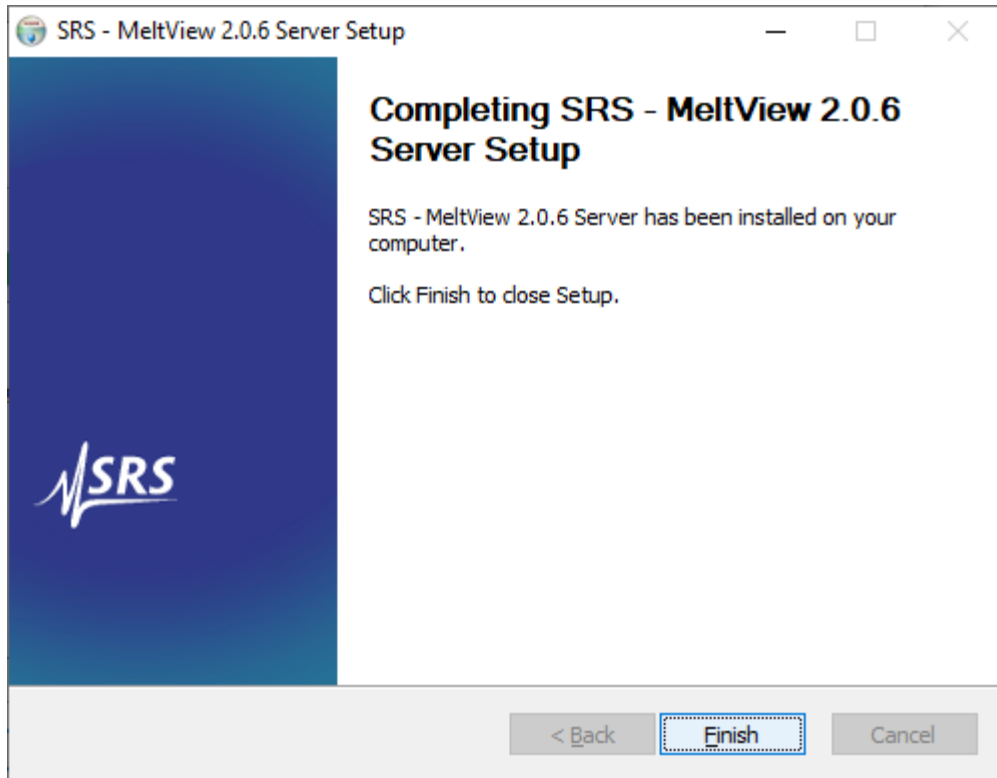 SRS - MeltView 2.0.6 Server Setup
Completing SRS - MeltView 2.0.6
Server Setup
SRS - MeltView 2.0.6 Server has been installed on your
computer.
Click Finish to close Setup.
SRS
< Back
Finish
Cancel